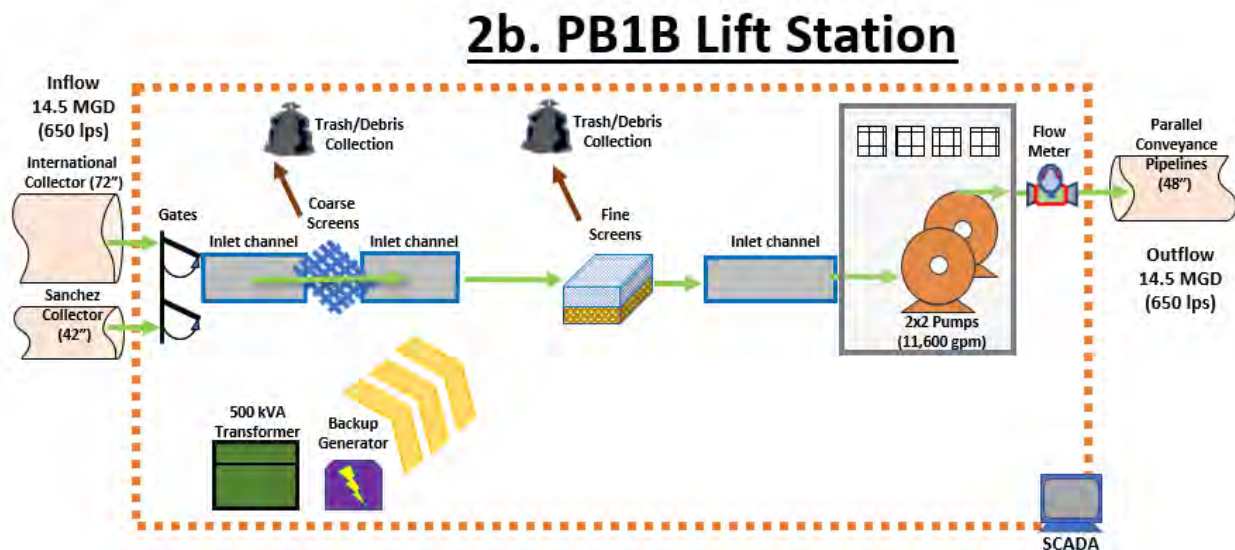 2b. PB1B Lift Station
Inflow
14.5 MGD
(650 lps)
International
Collector (72”)
Gates
Sanchez
Collector
(42”)
Trash/Debris
Collection
Coarse
Screens
Inlet channel
Inlet channel
Trash/Debris
Collection
Fine
Screens
Inlet channel
2x2 Pumps
(11,600 gpm)
Flow
Meter
Parallel
Conveyance
Pipelines
(48”)
Outflow
14.5 MGD
(650 lps)
500 kVA
Transformer
Backup
Generator
SCADA